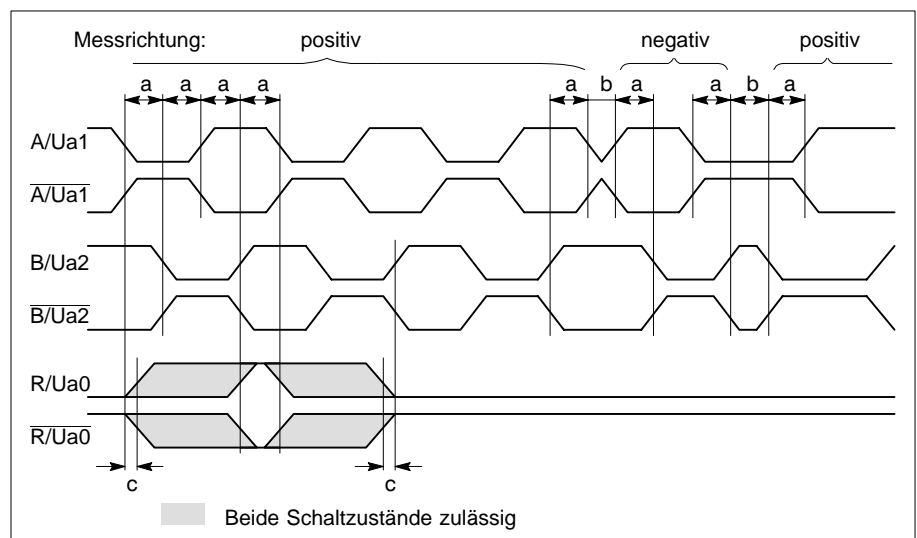 Messrichtung: positiv negativ positiv
a a a a a b a a b a
A/Ua1
A/Ua1
B/Ua2
B/Ua2
R/Ua0
R/Ua0
c c
Beide Schaltzustände zulässig